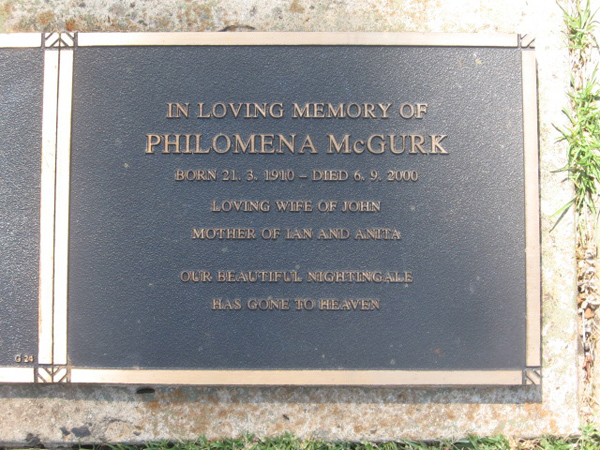 IN LOVING MEMORY OF
PHILOMENA McGURK
BORN 21. 3. 1910 – DIED 6. 9. 2000
LOVING WIFE OF JOHN
MOTHER OF IAN AND ANITA
OUR BEAUTIFUL NIGHTINGALE
HAS GONE TO HEAVEN
G 24